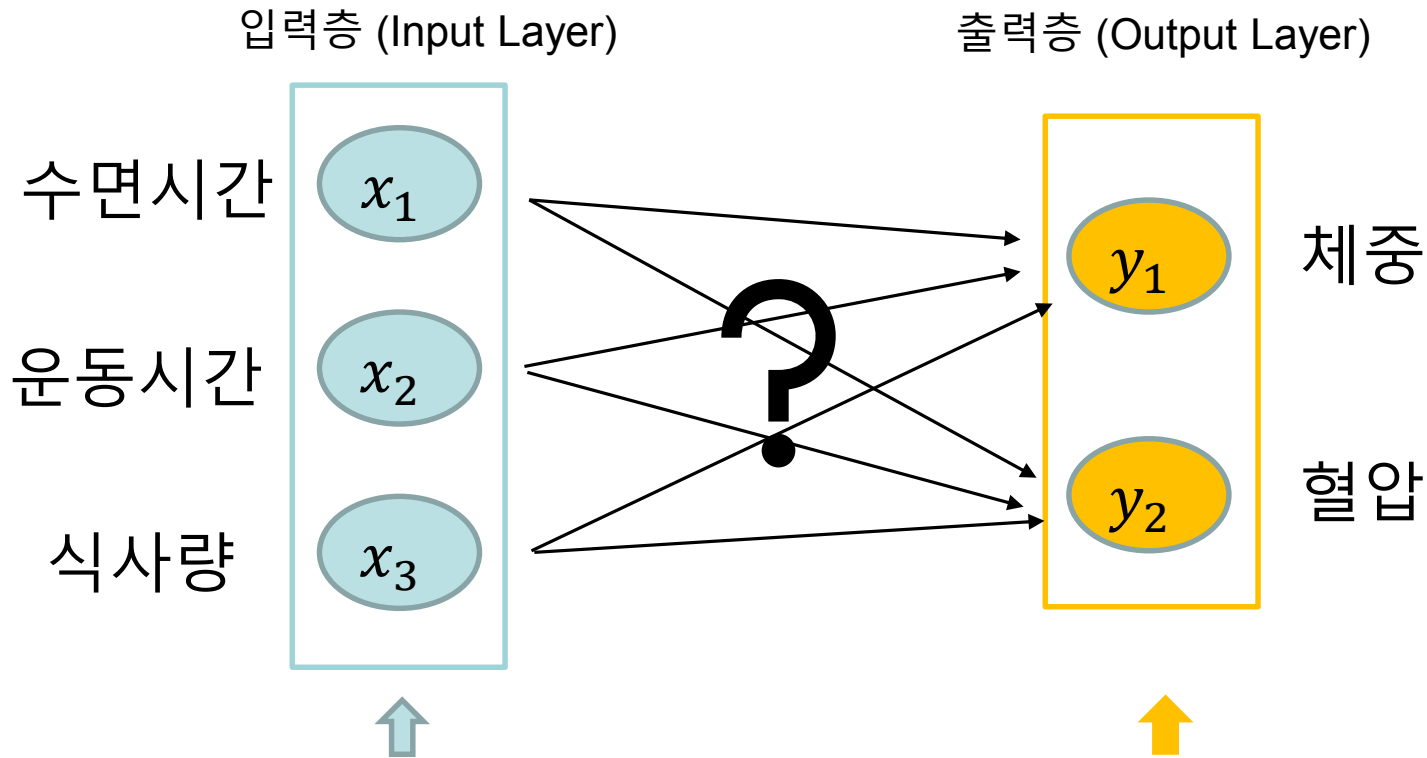 입력층 (Input Layer)
출력층 (Output Layer)
수면시간
x₁
운동시간
x₂
식사량
x₃
?
y₁
체중
y₂
혈압